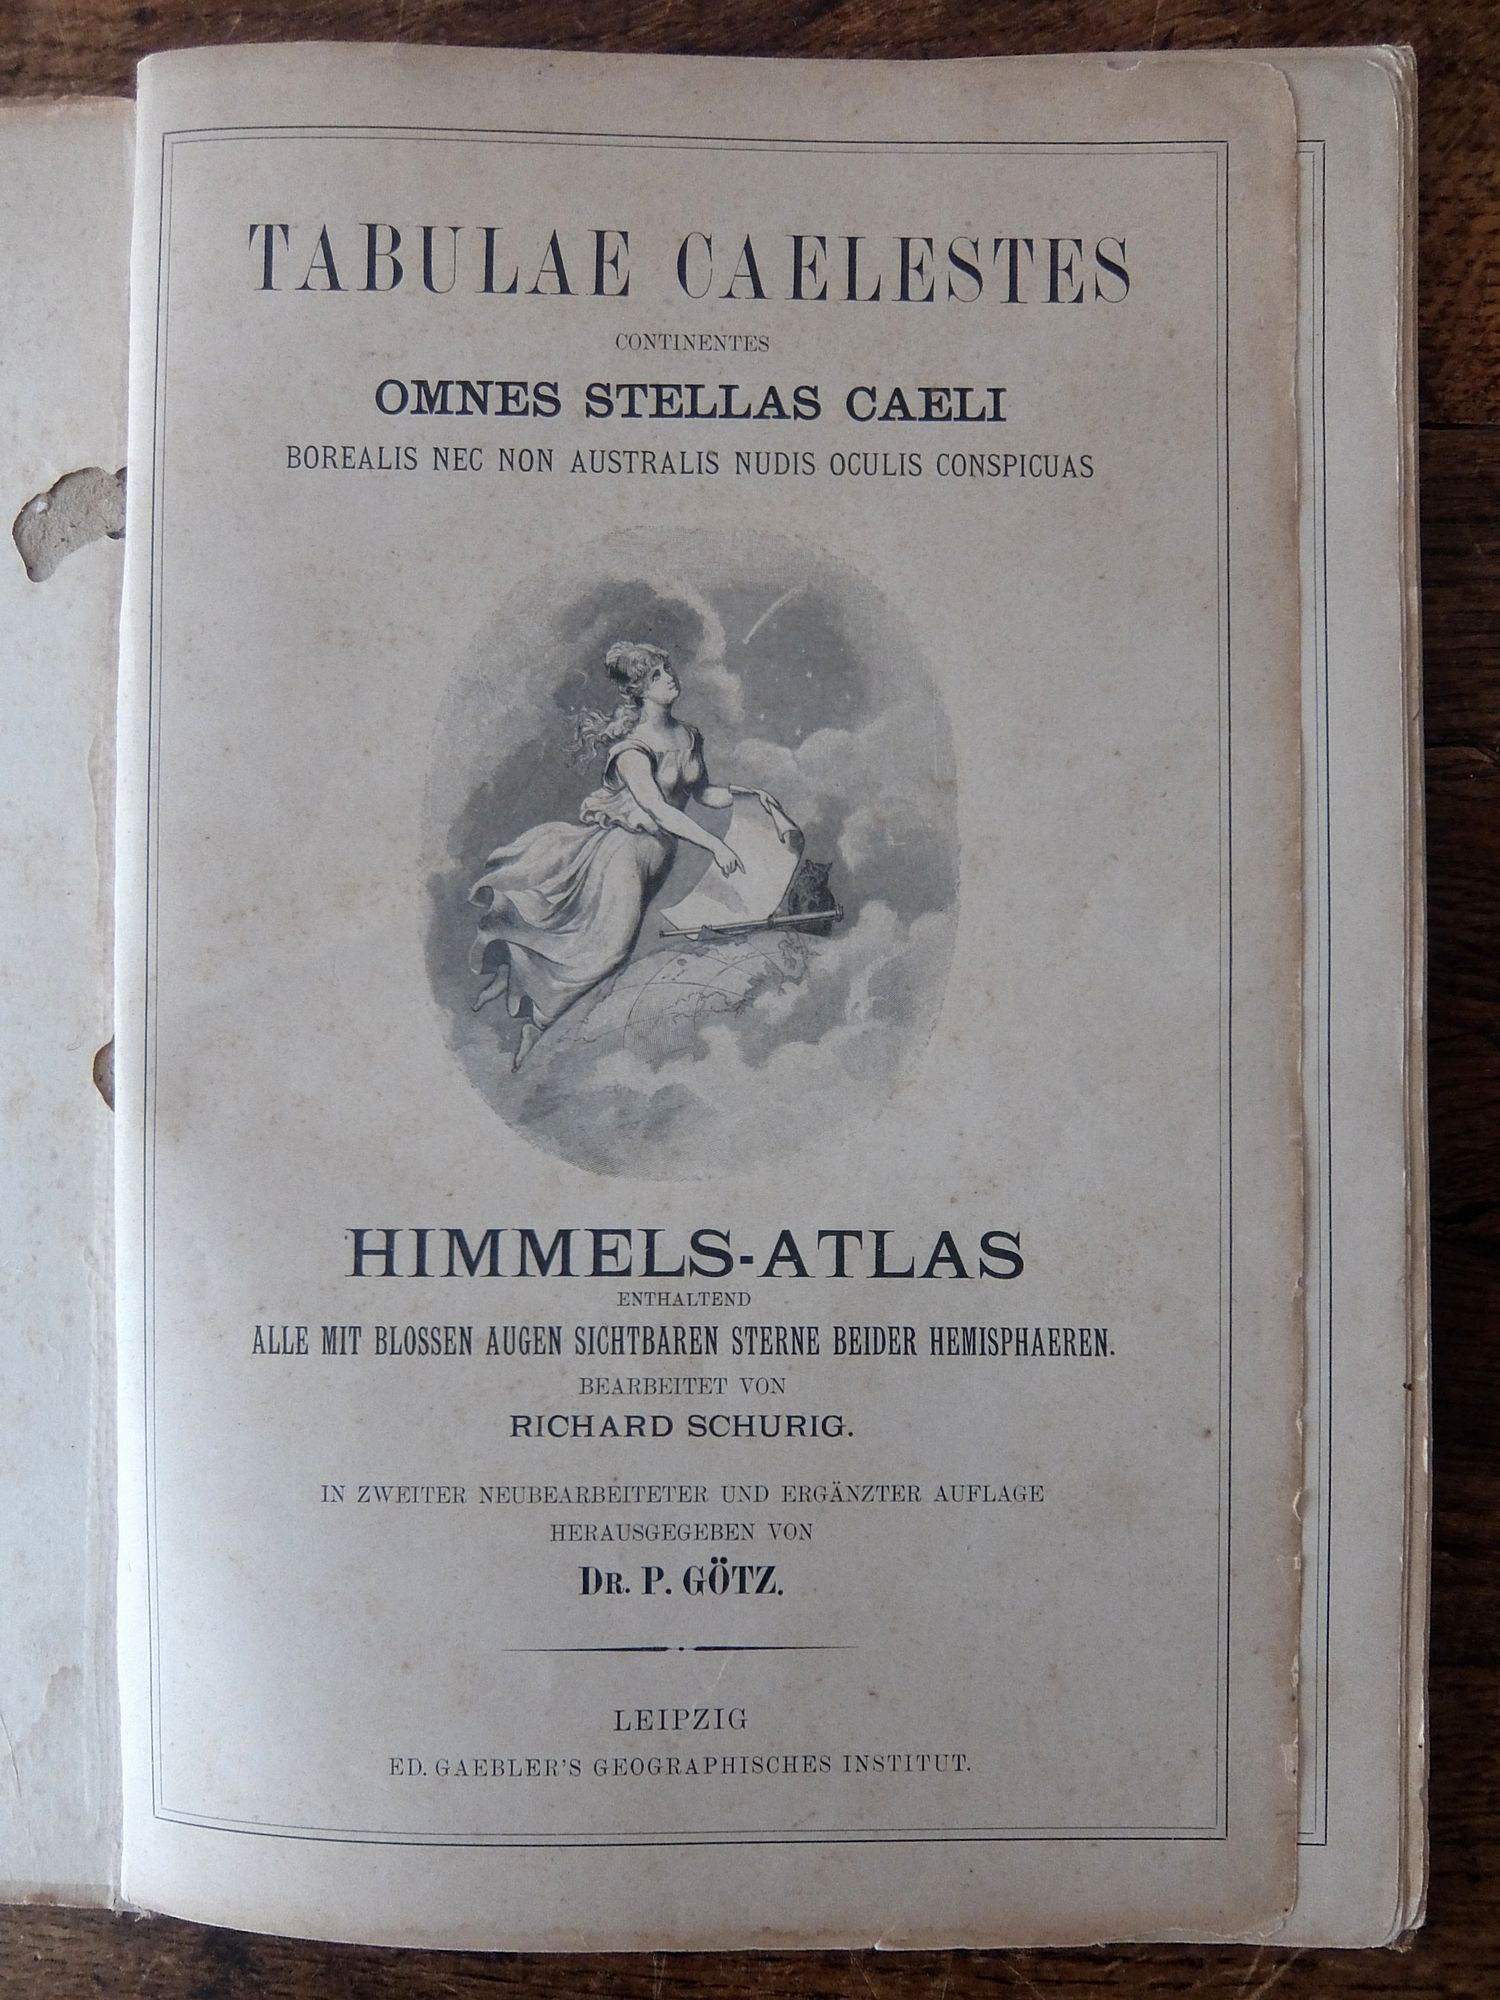 TABULAE CAELESTES
CONTINENTES
OMNES STELLAS CAELI
BOREALIS NEC NON AUSTRALIS NUDIS OCULIS CONSPICUAS
HIMMELS-ATLAS
ENTHALTEND
ALLE MIT BLOSSEN AUGEN SICHTBAREN STERNE BEIDER HEMISPHAEREN.
BEARBEITET VON
RICHARD SCHURIG.
IN ZWEITER NEUBEARBEITETER UND ERGÄNZTER AUFLAGE
HERAUSGEGEBEN VON
DR. P. GÖTZ.
LEIPZIG
ED. GAEBLER'S GEOGRAPHISCHES INSTITUT.